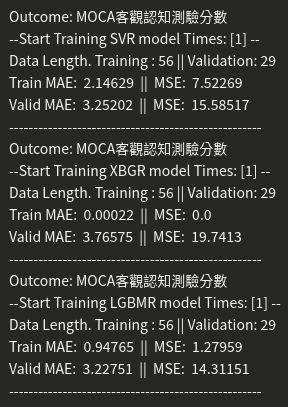 Outcome: MOCA客觀認知測驗分數
--Start Training SVR model Times: [1] --
Data Length. Training : 56 || Validation: 29
Train MAE:  2.14629  ||  MSE:  7.52269
Valid MAE:  3.25202  ||  MSE:  15.58517
----------------------------------------------------
Outcome: MOCA客觀認知測驗分數
--Start Training XBGR model Times: [1] --
Data Length. Training : 56 || Validation: 29
Train MAE:  0.00022  ||  MSE:  0.0
Valid MAE:  3.76575  ||  MSE:  19.7413
----------------------------------------------------
Outcome: MOCA客觀認知測驗分數
--Start Training LGBMR model Times: [1] --
Data Length. Training : 56 || Validation: 29
Train MAE:  0.94765  ||  MSE:  1.27959
Valid MAE:  3.22751  ||  MSE:  14.31151
----------------------------------------------------